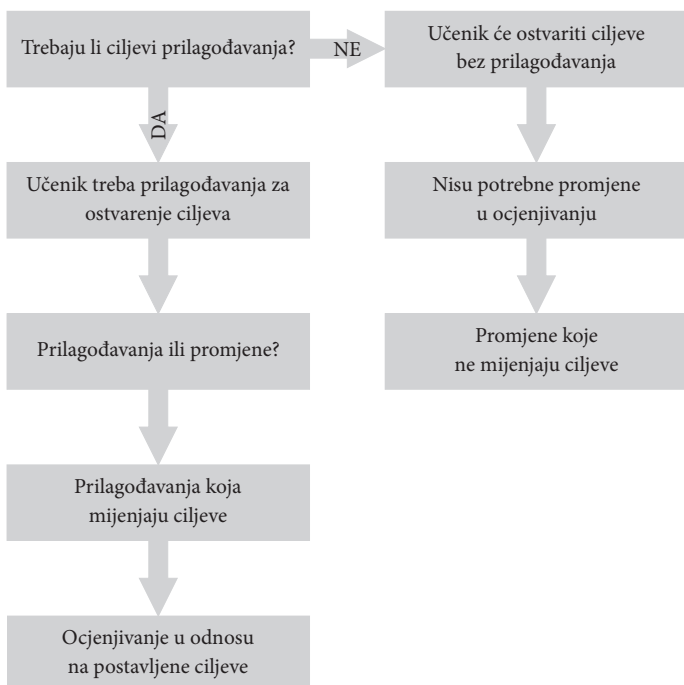 Trebaju li ciljevi prilagođavanja?
NE
Učenik će ostvariti ciljeve
bez prilagođavanja
DA
Učenik treba prilagođavanja za
ostvarenje ciljeva
Nisu potrebne promjene
u ocjenjivanju
Prilagođavanja ili promjene?
Promjene koje
ne mijenjaju ciljeve
Prilagođavanja koja
mijenjaju ciljeve
Ocjenjivanje u odnosu
na postavljene ciljeve